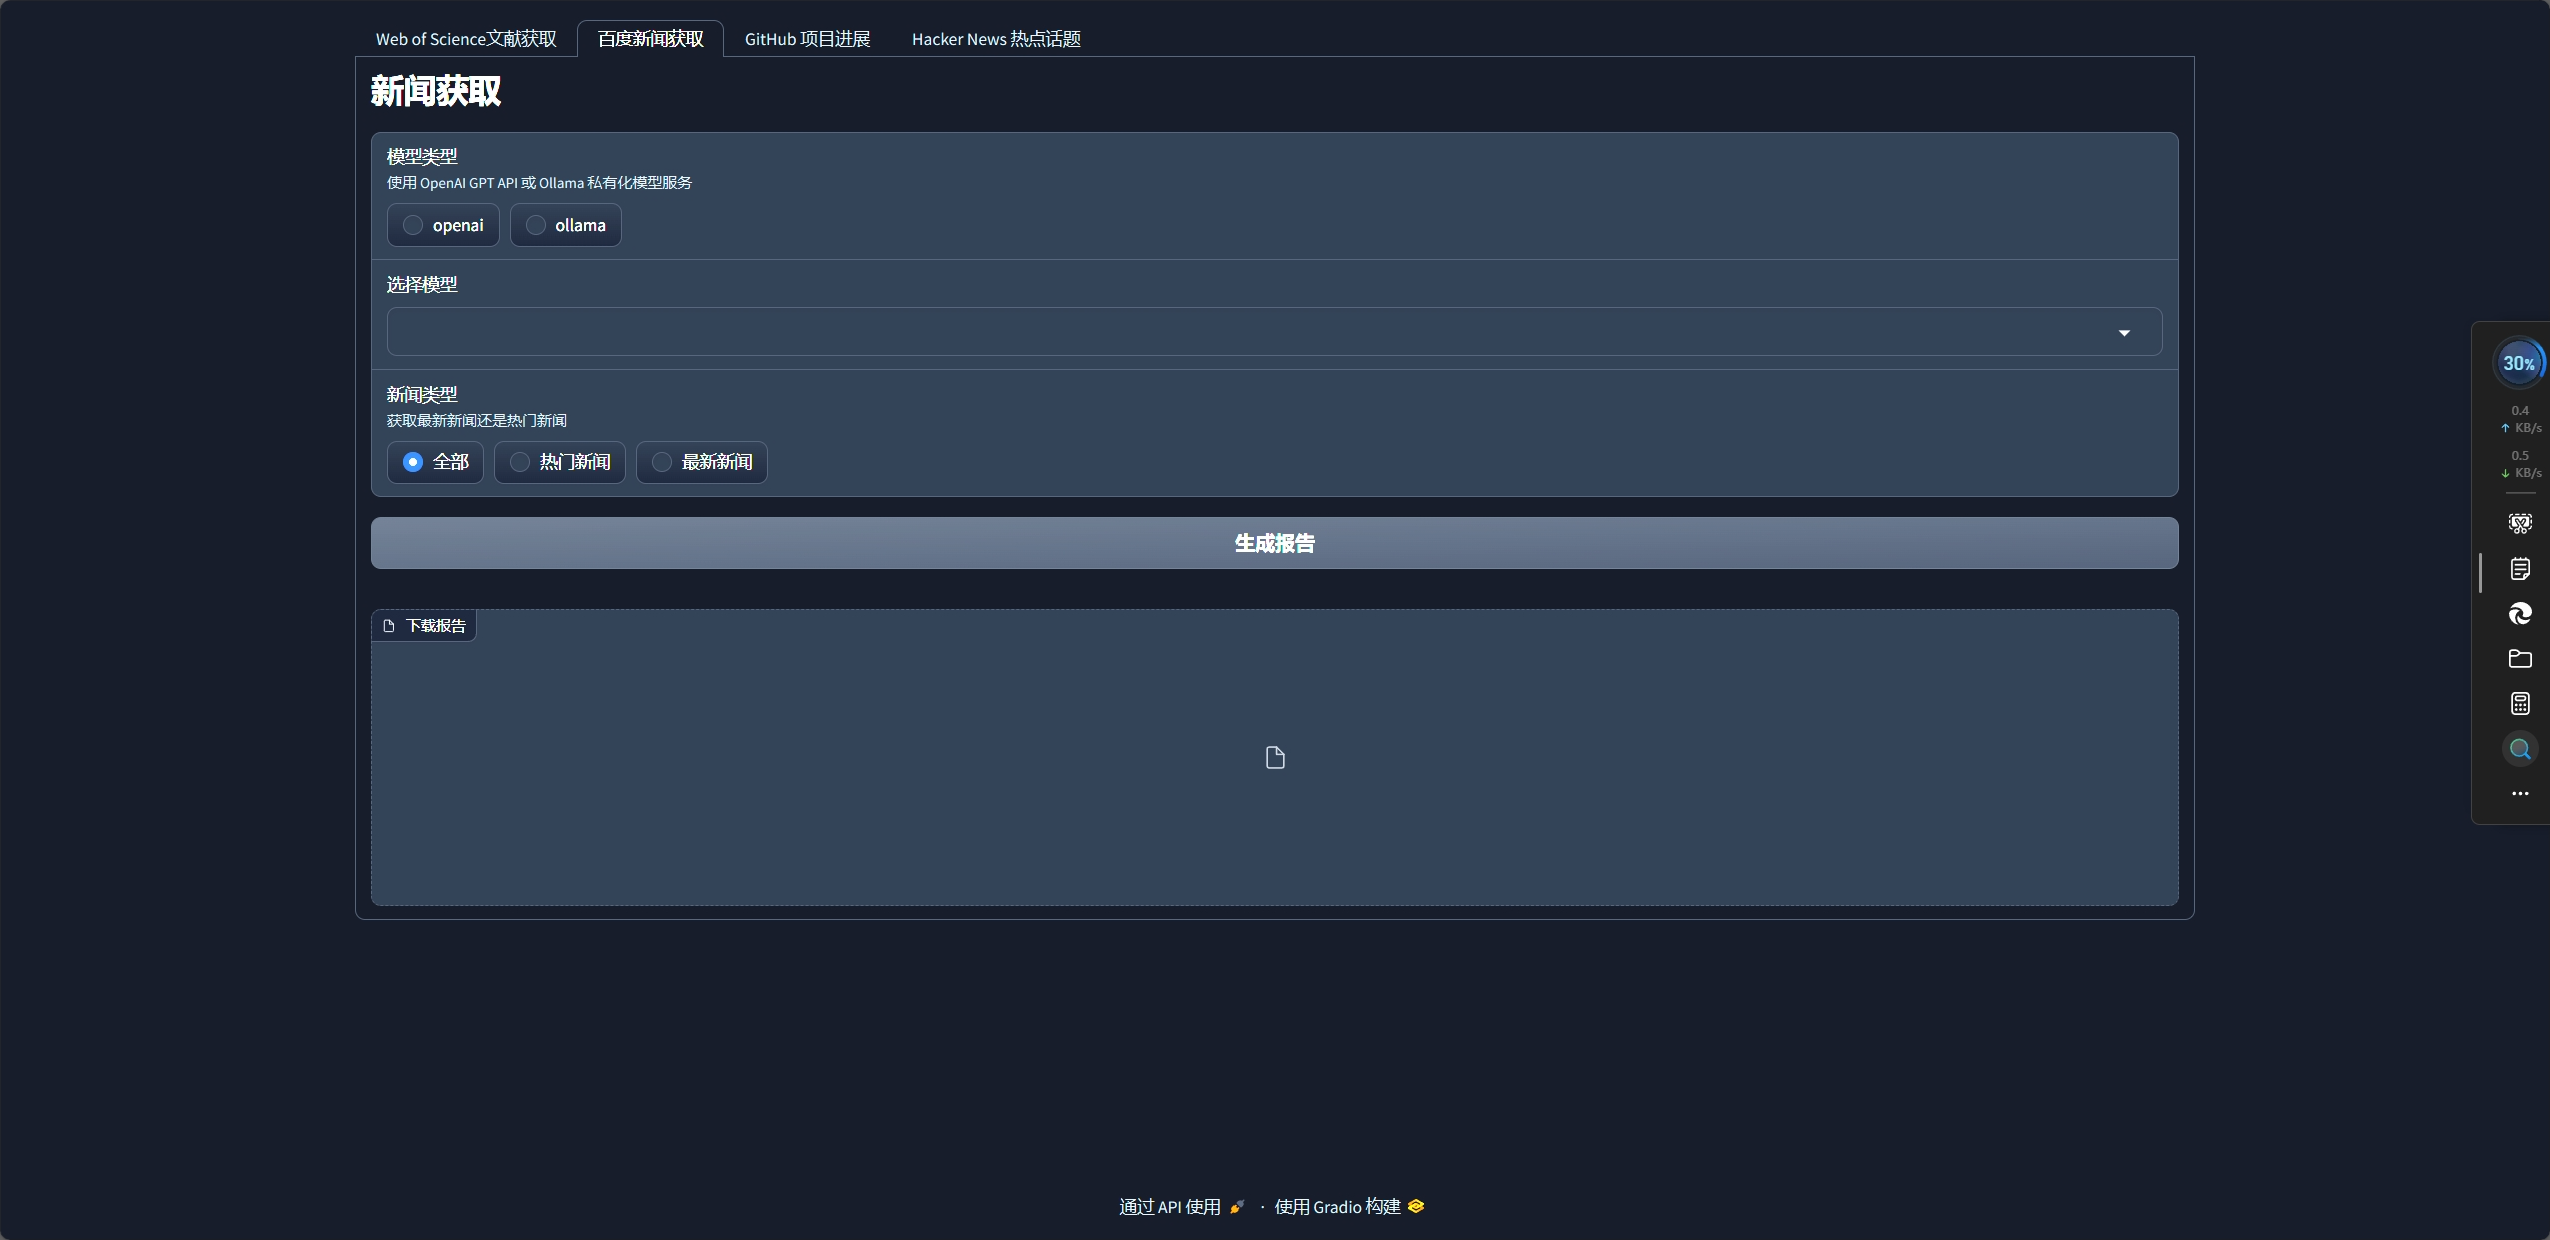 Web of Science文献获取
百度新闻获取
GitHub 项目进展
Hacker News 热点话题
新闻获取
模型类型
使用 OpenAI GPT API 或 Ollama 私有化模型服务
openai
ollama
选择模型
新闻类型
获取最新新闻还是热门新闻
全部
热门新闻
最新新闻
生成报告
下载报告
30%
0.4
↑ KB/s
0.5
↓ KB/s
通过 API 使用 🚀 · 使用 Gradio 构建